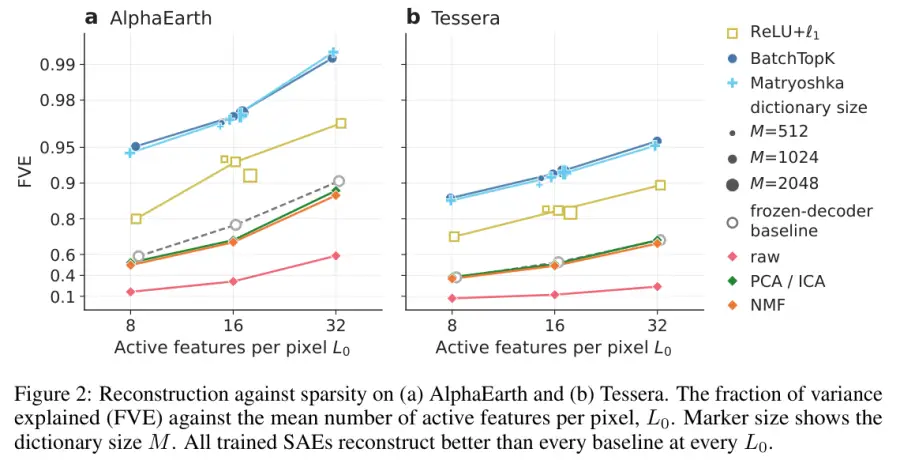 a AlphaEarth
b Tessera
FVE
0.99
0.98
0.95
0.9
0.8
0.6
0.4
0.1
8
16
32
Active features per pixel L₀
8
16
32
Active features per pixel L₀
ReLU+ℓ₁
BatchTopK
Matryoshka
dictionary size
M=512
M=1024
M=2048
frozen-decoder
baseline
raw
PCA / ICA
NMF
Figure 2: Reconstruction against sparsity on (a) AlphaEarth and (b) Tessera. The fraction of variance
explained (FVE) against the mean number of active features per pixel, L₀. Marker size shows the
dictionary size M. All trained SAEs reconstruct better than every baseline at every L₀.